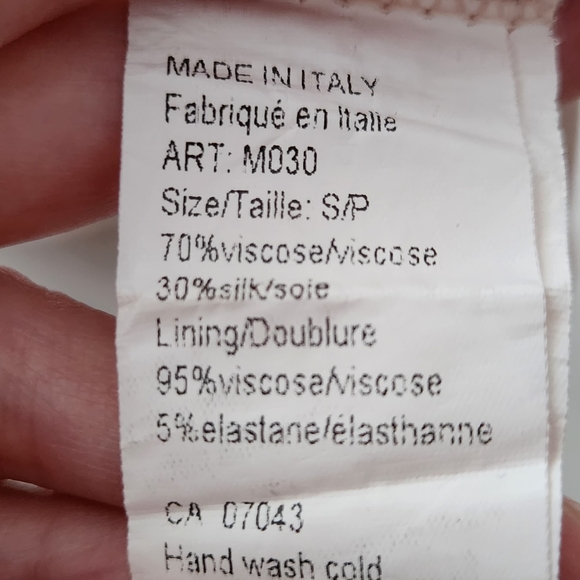 MADE IN ITALY
Fabriqué en Italie
ART: M030
Size/Taille: S/P
70%viscose/viscose
30%silk/soie
Lining/Doublure
95%viscose/viscose
5%elastane/élasthanne
CA 07043
Hand wash cold